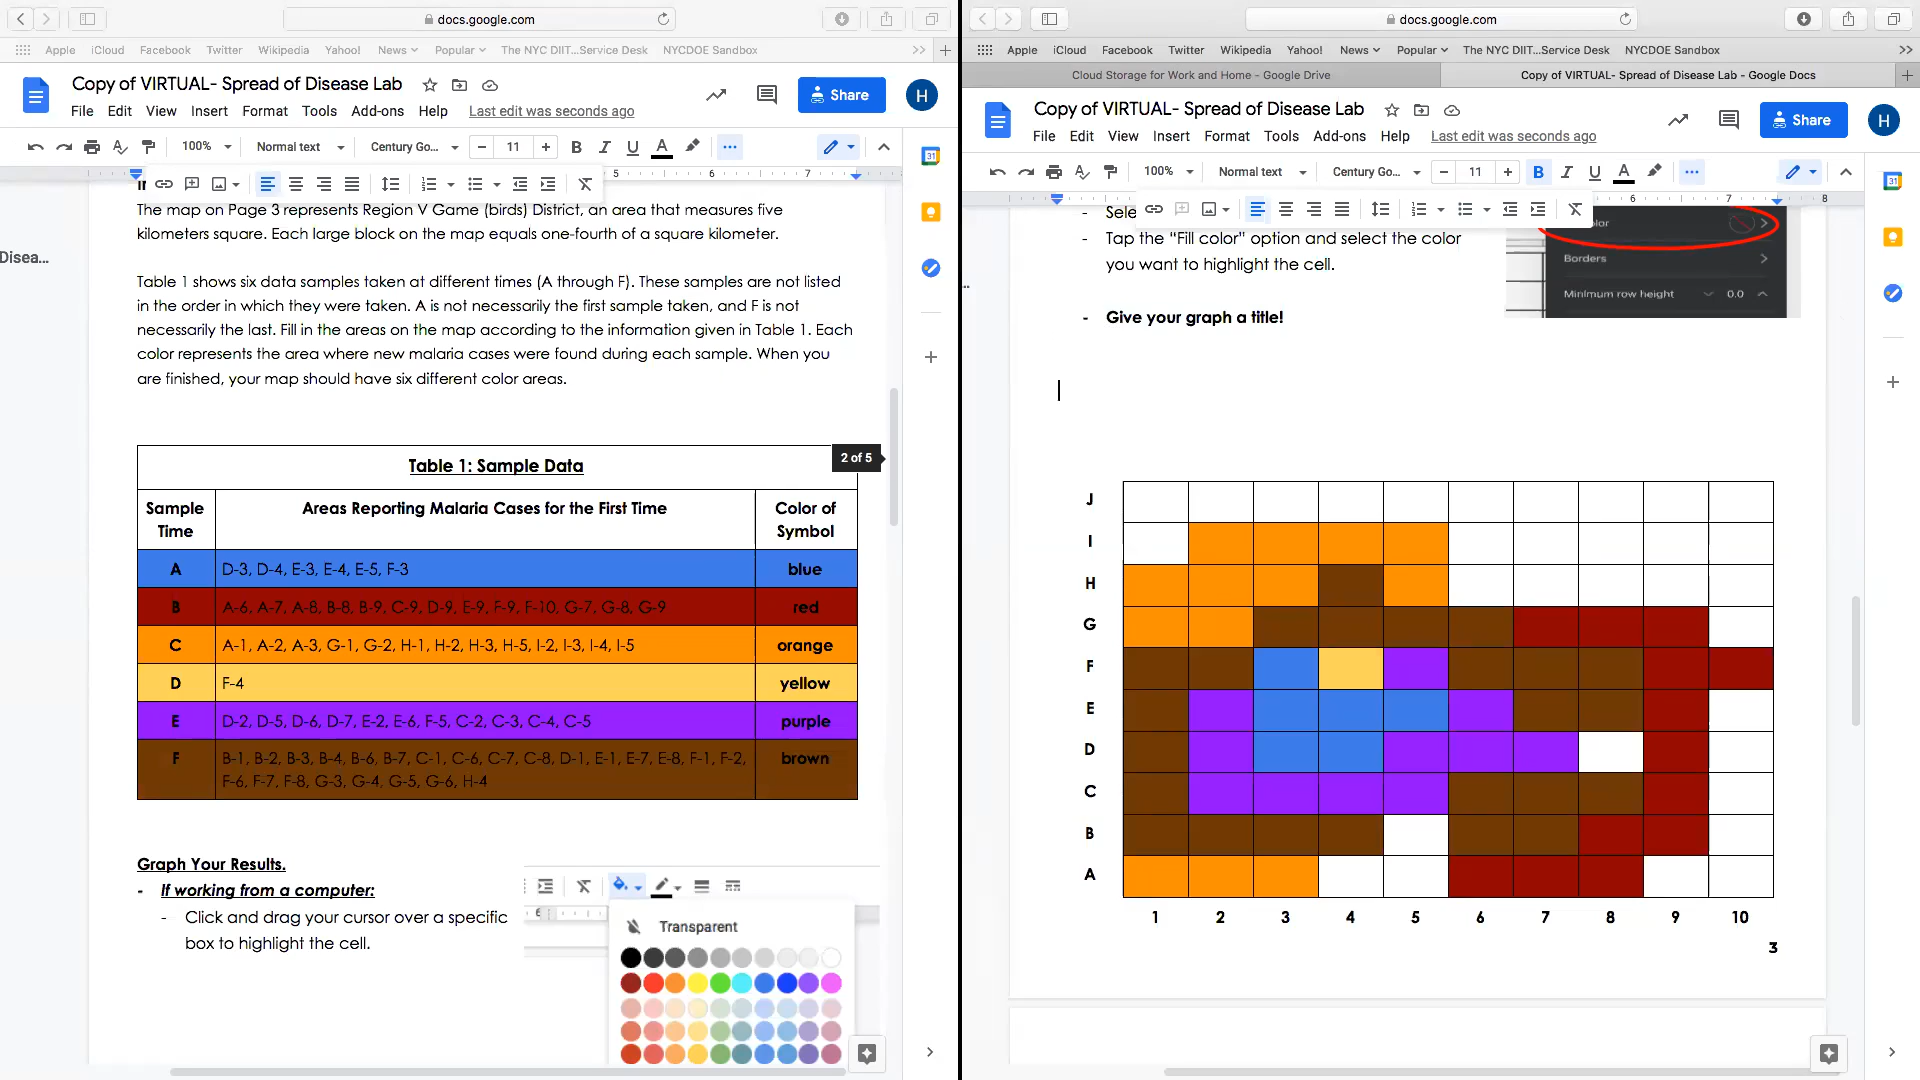 docs.google.com
Apple iCloud Facebook Twitter Wikipedia Yahoo! News Popular The NYC DIIT...Service Desk NYCDOE Sandbox
Copy of VIRTUAL- Spread of Disease Lab
File Edit View Insert Format Tools Add-ons Help Last edit was seconds ago
Share
H
100% Normal text Century Go... 11
B I U A
5 6 7
31
Disea...
The map on Page 3 represents Region V Game (birds) District, an area that measures five
kilometers square. Each large block on the map equals one-fourth of a square kilometer.
Table 1 shows six data samples taken at different times (A through F). These samples are not listed
in the order in which they were taken. A is not necessarily the first sample taken, and F is not
necessarily the last. Fill in the areas on the map according to the information given in Table 1. Each
color represents the area where new malaria cases were found during each sample. When you
are finished, your map should have six different color areas.
2 of 5
Table 1: Sample Data
Sample Time Areas Reporting Malaria Cases for the First Time Color of Symbol
A D-3, D-4, E-3, E-4, E-5, F-3 blue
B A-6, A-7, A-8, B-8, B-9, C-9, D-9, E-9, F-9, F-10, G-7, G-8, G-9 red
C A-1, A-2, A-3, G-1, G-2, H-1, H-2, H-3, H-5, I-2, I-3, I-4, I-5 orange
D F-4 yellow
E D-2, D-5, D-6, D-7, E-2, E-6, F-5, C-2, C-3, C-4, C-5 purple
F B-1, B-2, B-3, B-4, B-6, B-7, C-1, C-6, C-7, C-8, D-1, E-1, E-7, E-8, F-1, F-2, brown
F-6, F-7, F-8, G-3, G-4, G-5, G-6, H-4
Graph Your Results.
- If working from a computer:
- Click and drag your cursor over a specific
box to highlight the cell.
6
Transparent
docs.google.com
Apple iCloud Facebook Twitter Wikipedia Yahoo! News Popular The NYC DIIT...Service Desk NYCDOE Sandbox
Cloud Storage for Work and Home - Google Drive
Copy of VIRTUAL- Spread of Disease Lab - Google Docs
Copy of VIRTUAL- Spread of Disease Lab
File Edit View Insert Format Tools Add-ons Help Last edit was seconds ago
Share
H
100% Normal text Century Go... 11
B I U A
6 7 8
31
- Sele
- Tap the "Fill color" option and select the color
you want to highlight the cell.
- Give your graph a title!
Borders
Minimum row height 0.0
J
I
H
G
F
E
D
C
B
A
1 2 3 4 5 6 7 8 9 10
3